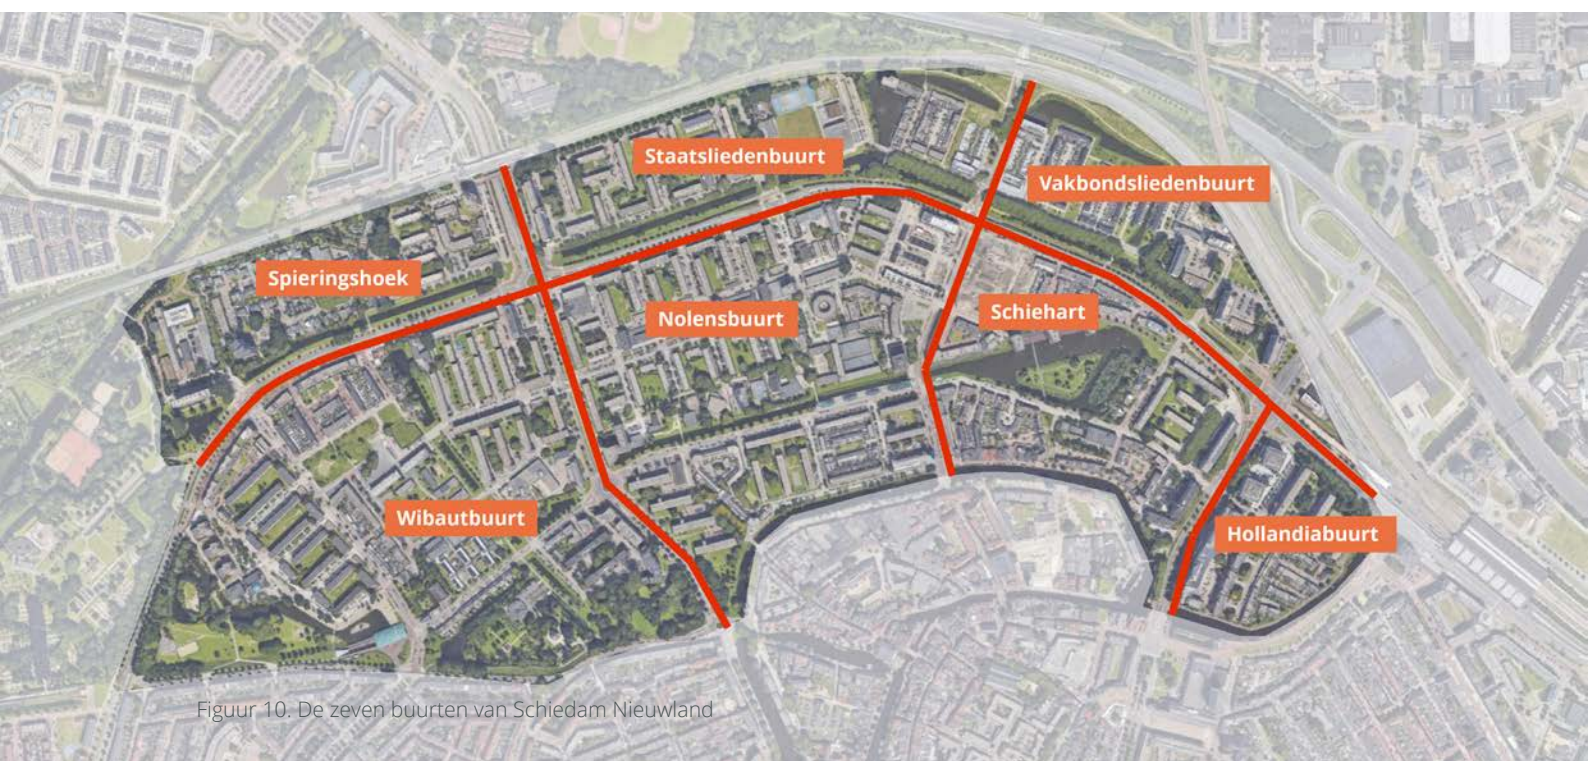 Staatsliedenbuurt
Vakbondsliedenbuurt
Spieringshoek
Nolensbuurt
Schiehart
Wibautbuurt
Hollandiabuurt
Figuur 10. De zeven buurten van Schiedam Nieuwland